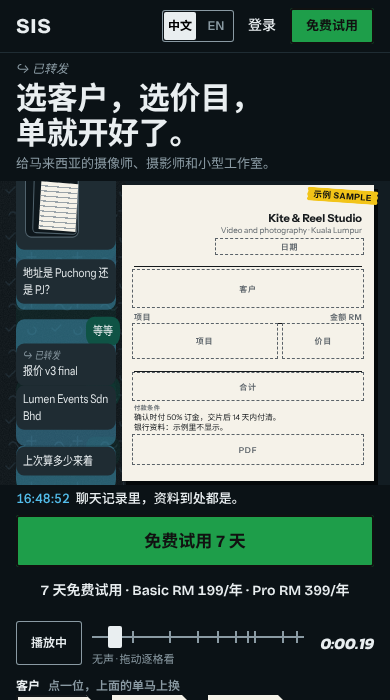 SIS
中文 EN 登录 免费试用
↪ 已转发
选客户，选价目，
单就开好了。
给马来西亚的摄像师、摄影师和小型工作室。
地址是 Puchong 还
是 PJ？
等等
↪ 已转发
报价 v3 final
Lumen Events Sdn
Bhd
上次算多少来着
示例 SAMPLE
Kite & Reel Studio
Video and photography · Kuala Lumpur
日期
客户
项目 金额 RM
项目 价目
合计
付款条件
确认时付 50% 订金，交片后 14 天内付清。
银行资料：示例里不显示。
PDF
16:48:52 聊天记录里，资料到处都是。
免费试用 7 天
7 天免费试用 · Basic RM 199/年 · Pro RM 399/年
播放中
0:00.19
无声 · 拖动逐格看
客户 点一位，上面的单马上换